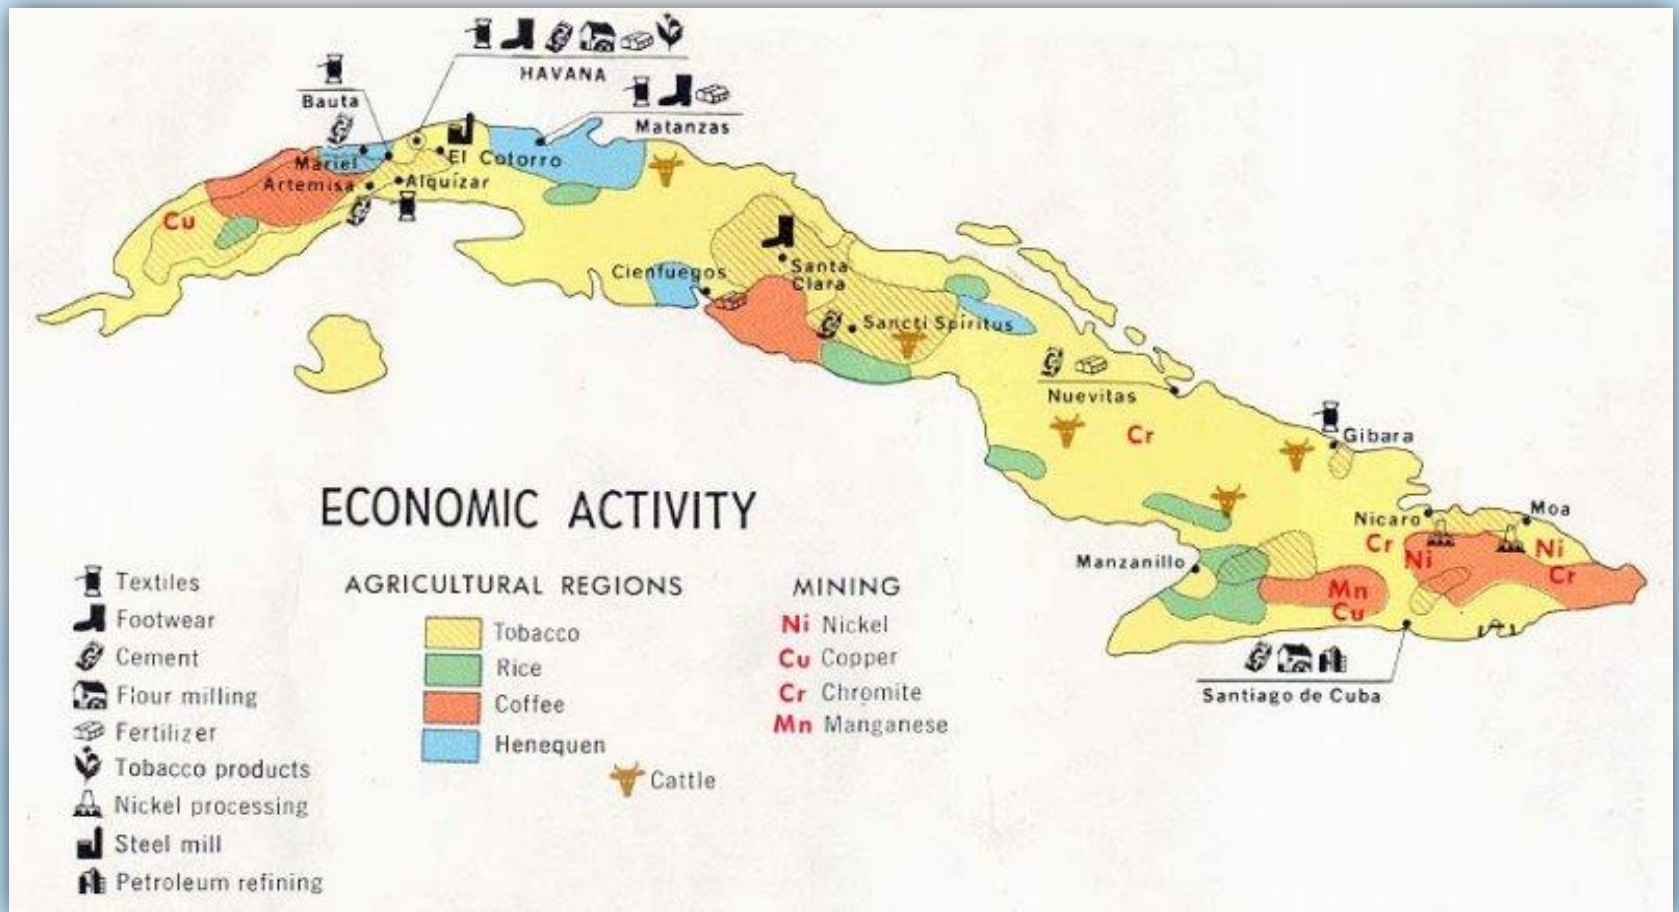 HAVANA
Bauta
Matanzas
Mariel
El Cotorro
Artemisa
Alquízar
Cu
Cienfuegos
Santa
Clara
Sancti Spíritus
Nuevitas
Cr
Gibara
Nicaro
Moa
Cr
Ni
Ni
Cr
Manzanillo
Mn
Cu
Santiago de Cuba
ECONOMIC ACTIVITY
Textiles
Footwear
Cement
Flour milling
Fertilizer
Tobacco products
Nickel processing
Steel mill
Petroleum refining
AGRICULTURAL REGIONS
Tobacco
Rice
Coffee
Henequen
Cattle
MINING
Ni Nickel
Cu Copper
Cr Chromite
Mn Manganese